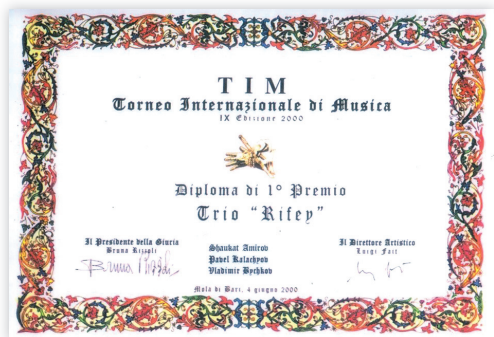 TIM
Torneo Internazionale di Musica
IX Edizione 2000
Diploma di 1° Premio
Trio "Rifey"
Il Presidente della Giuria
Bruna Rizzoli
Shaukat Amirov
Pavel Kalachyov
Vladimir Bychkov
Il Direttore Artistico
Luigi Fait
Mola di Bari, 4 giugno 2000